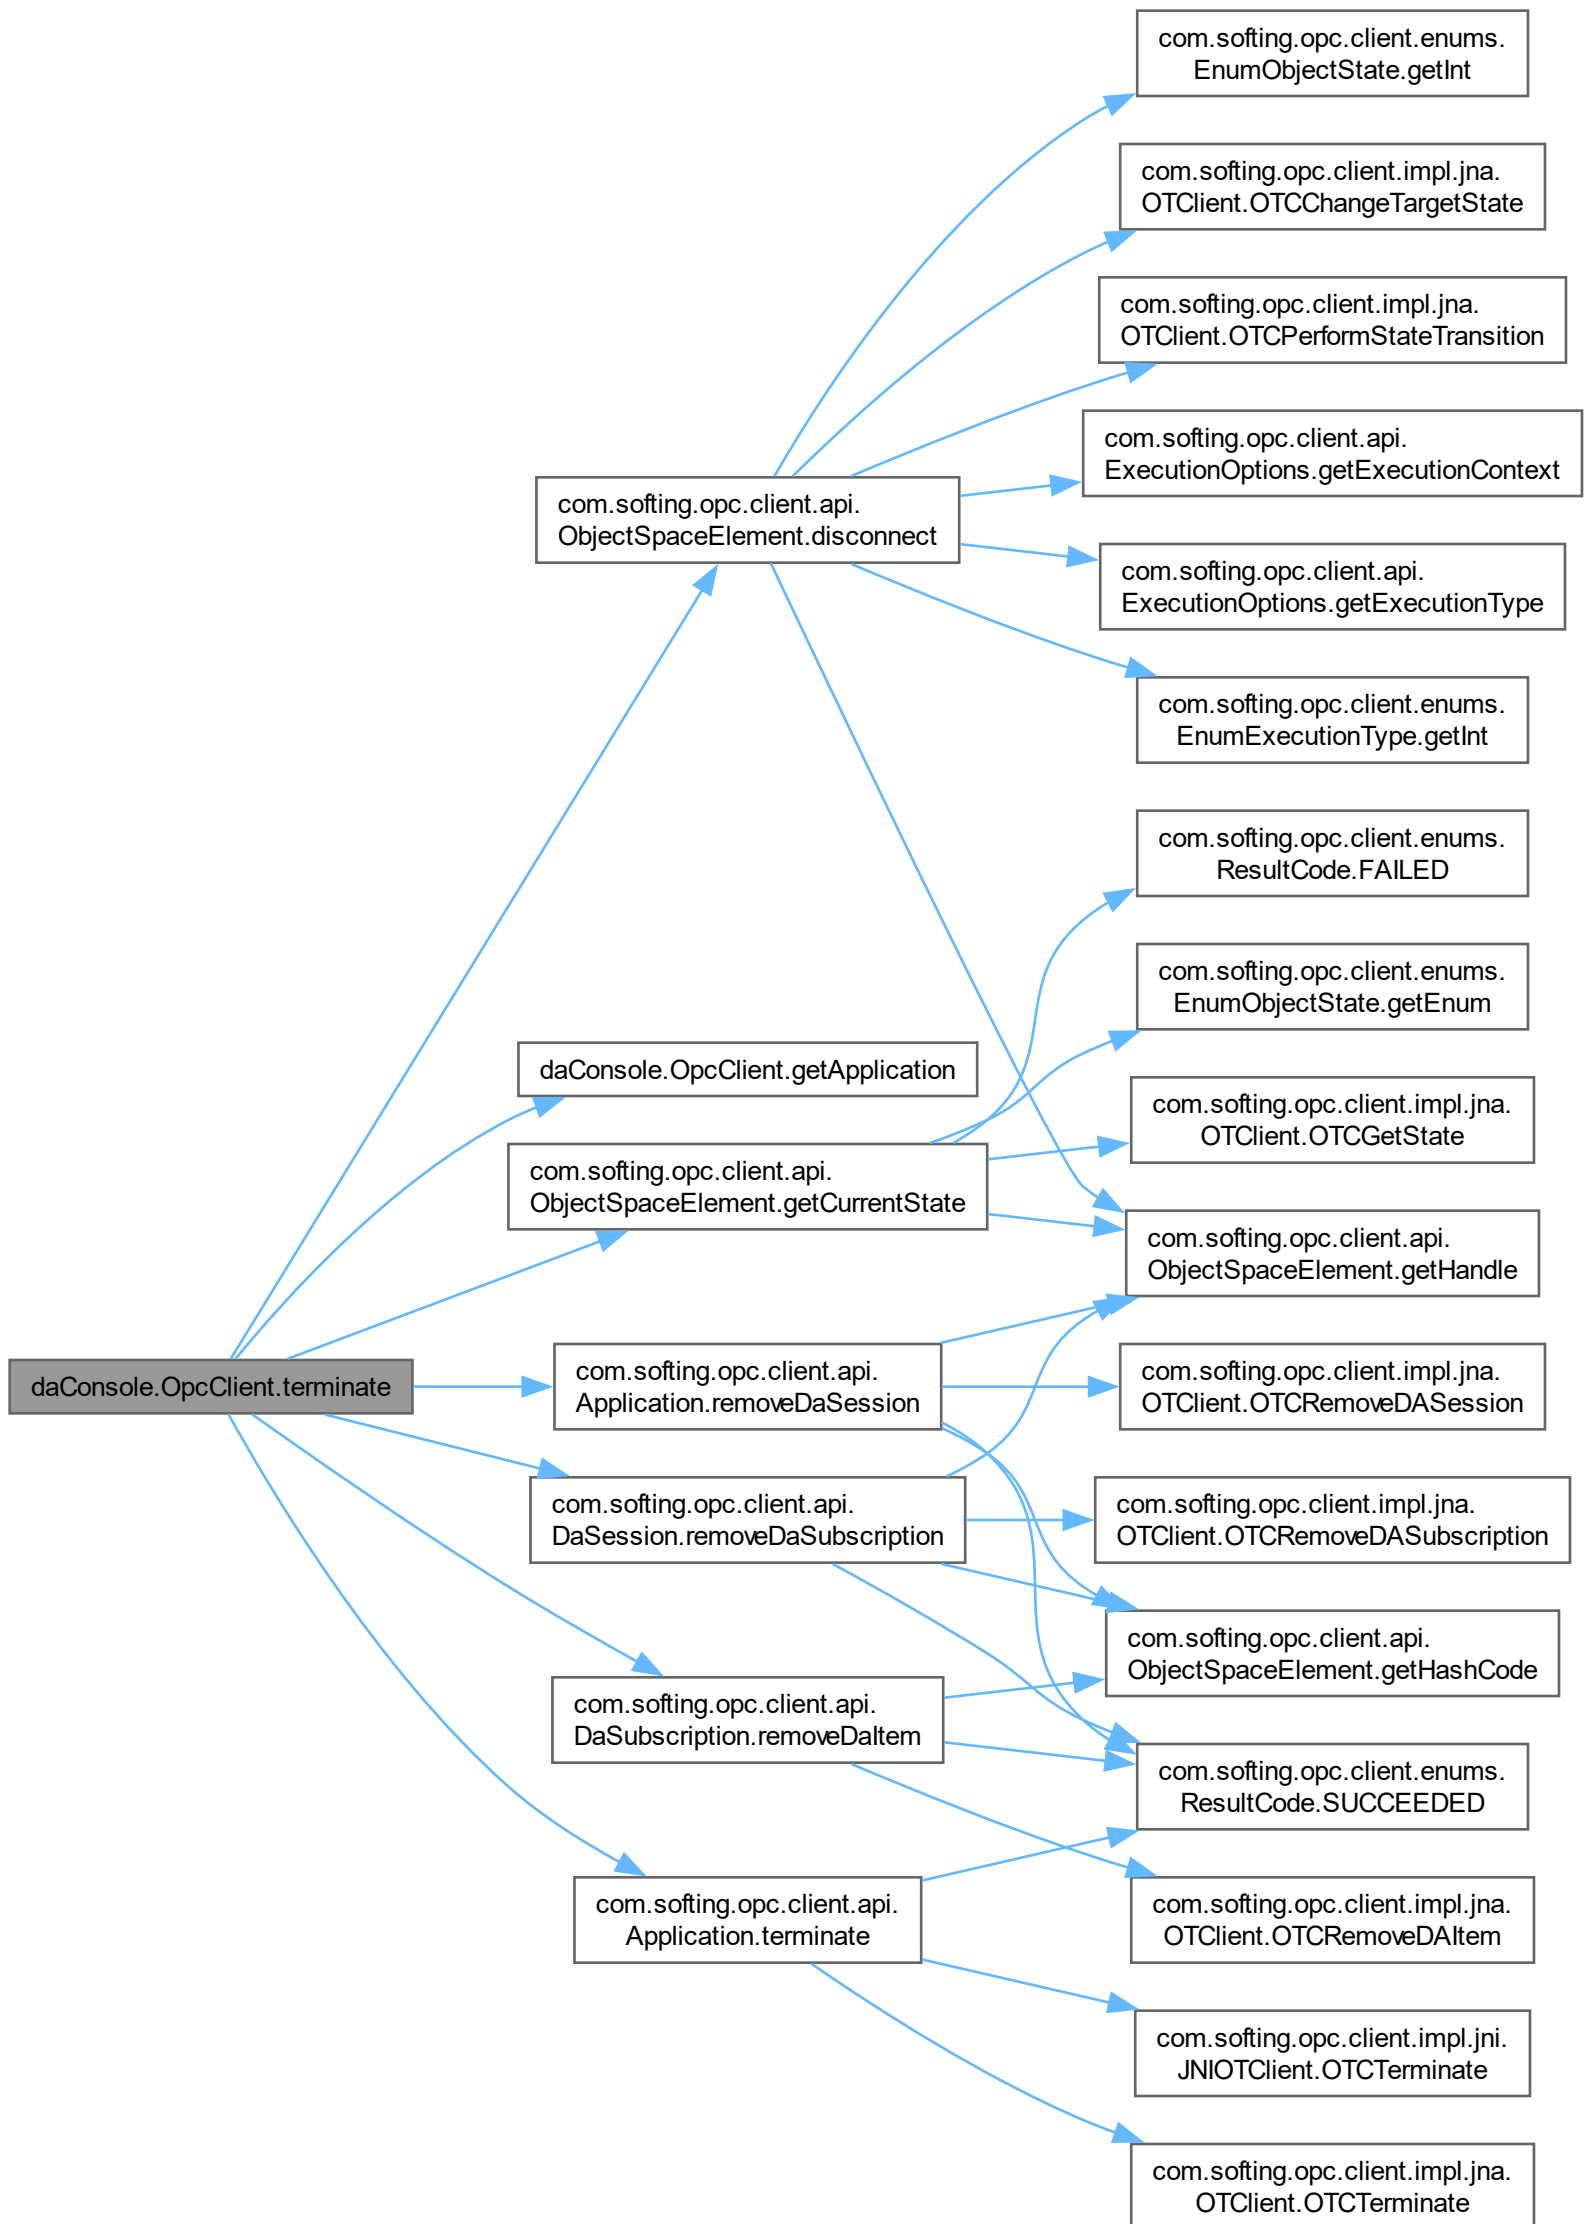 com.softing.opc.client.enums.
EnumObjectState.getInt
com.softing.opc.client.impl.jna.
OTClient.OTCChangeTargetState
com.softing.opc.client.impl.jna.
OTClient.OTCPerformStateTransition
com.softing.opc.client.api.
ExecutionOptions.getExecutionContext
com.softing.opc.client.api.
ObjectSpaceElement.disconnect
com.softing.opc.client.api.
ExecutionOptions.getExecutionType
com.softing.opc.client.enums.
EnumExecutionType.getInt
com.softing.opc.client.enums.
ResultCode.FAILED
com.softing.opc.client.enums.
EnumObjectState.getEnum
daConsole.OpcClient.getApplication
com.softing.opc.client.impl.jna.
OTClient.OTCGetState
com.softing.opc.client.api.
ObjectSpaceElement.getCurrentState
com.softing.opc.client.api.
ObjectSpaceElement.getHandle
daConsole.OpcClient.terminate
com.softing.opc.client.api.
Application.removeDaSession
com.softing.opc.client.impl.jna.
OTClient.OTCRemoveDASession
com.softing.opc.client.api.
DaSession.removeDaSubscription
com.softing.opc.client.impl.jna.
OTClient.OTCRemoveDASubscription
com.softing.opc.client.api.
ObjectSpaceElement.getHashCode
com.softing.opc.client.api.
DaSubscription.removeDaItem
com.softing.opc.client.enums.
ResultCode.SUCCEEDED
com.softing.opc.client.api.
Application.terminate
com.softing.opc.client.impl.jna.
OTClient.OTCRemoveDAItem
com.softing.opc.client.impl.jni.
JNIOTClient.OTCTerminate
com.softing.opc.client.impl.jna.
OTClient.OTCTerminate